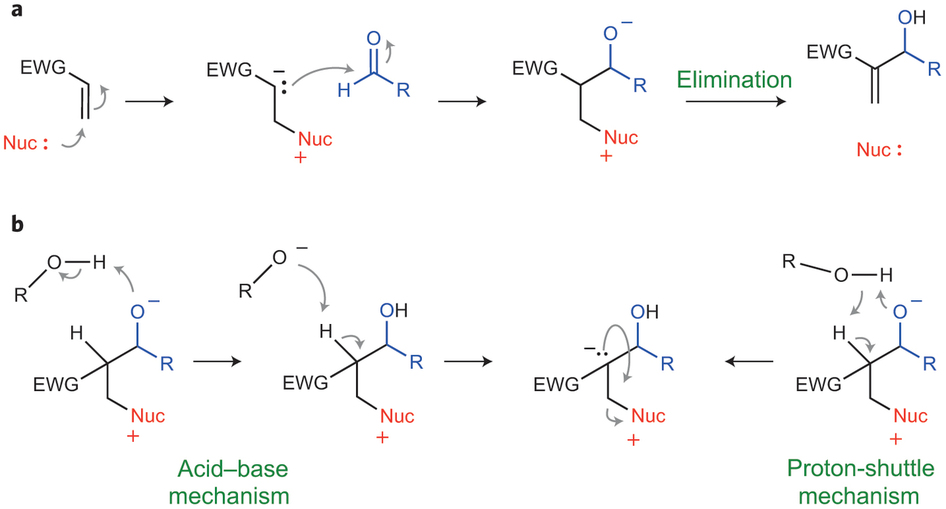 a
EWG
Nuc :
EWG
– :
Nuc
+
O
H
R
O –
EWG
R
Nuc
+
Elimination
OH
EWG
R
Nuc :
b
O H
R
O –
H
R
EWG
Nuc
+
O –
R
H
OH
R
EWG
Nuc
+
Acid–base
mechanism
OH
– :
R
EWG
Nuc
+
R
O H
O –
H
R
EWG
Nuc
+
Proton-shuttle
mechanism